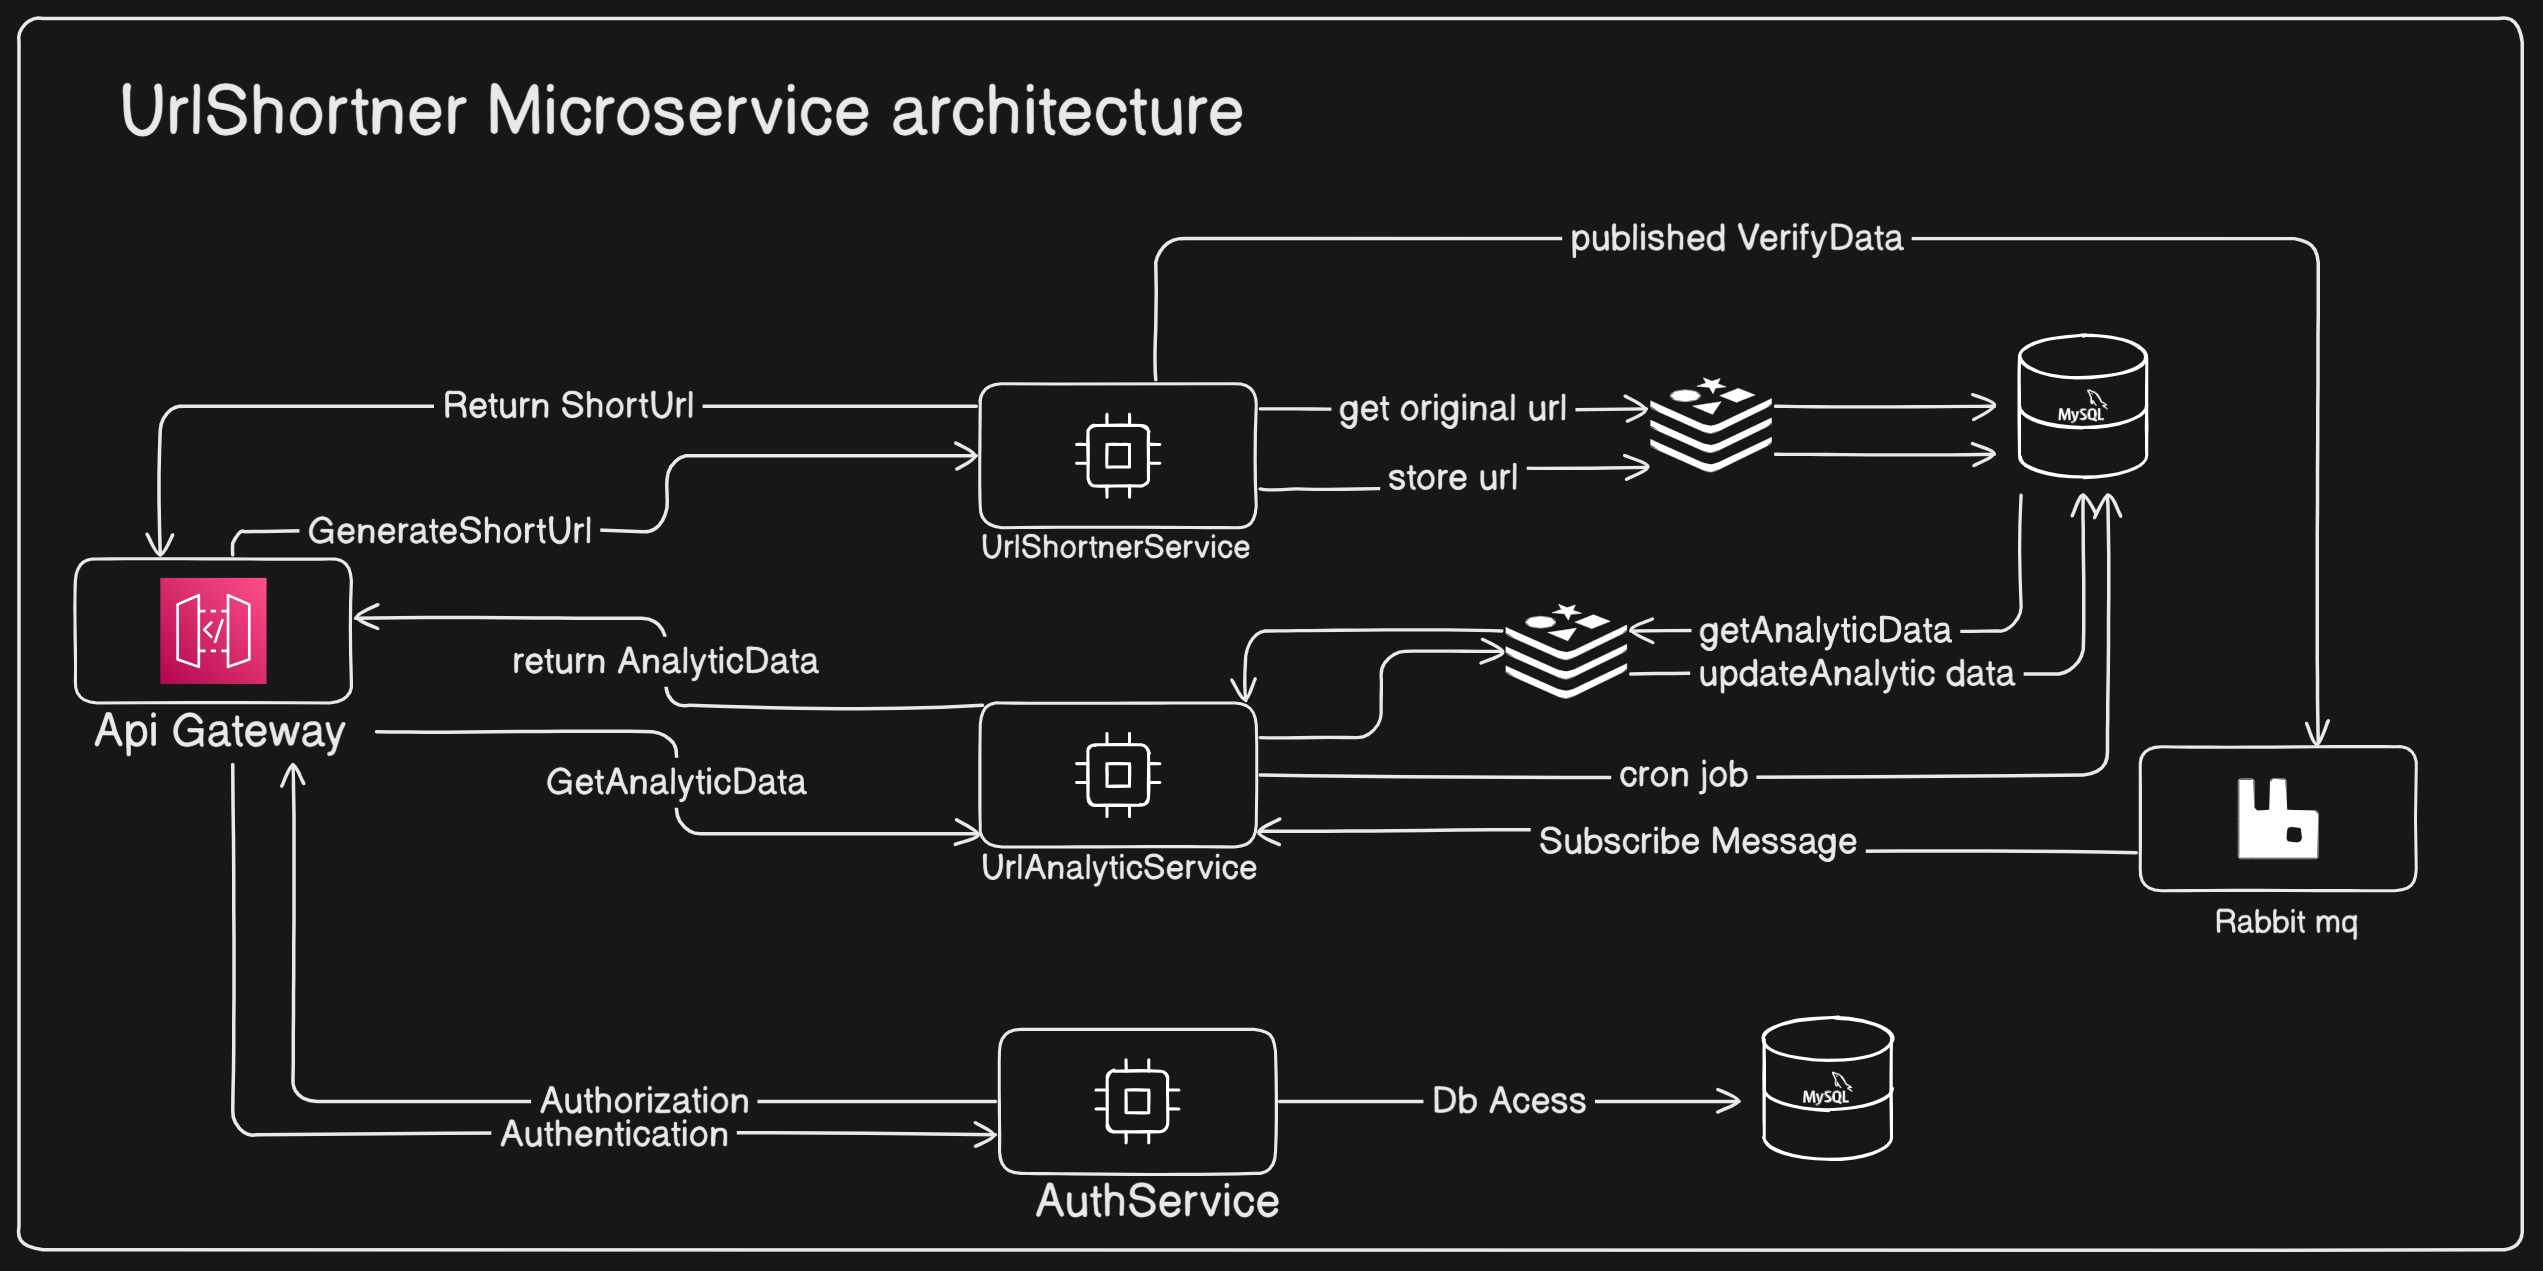 UrlShortner Microservice architecture
published VerifyData
Return ShortUrl
get original url
MySQL
store url
GenerateShortUrl
UrlShortnerService
getAnalyticData
return AnalyticData
updateAnalytic data
Api Gateway
GetAnalyticData
cron job
Subscribe Message
UrlAnalyticService
Rabbit mq
Authorization
Db Acess
MySQL
Authentication
AuthService